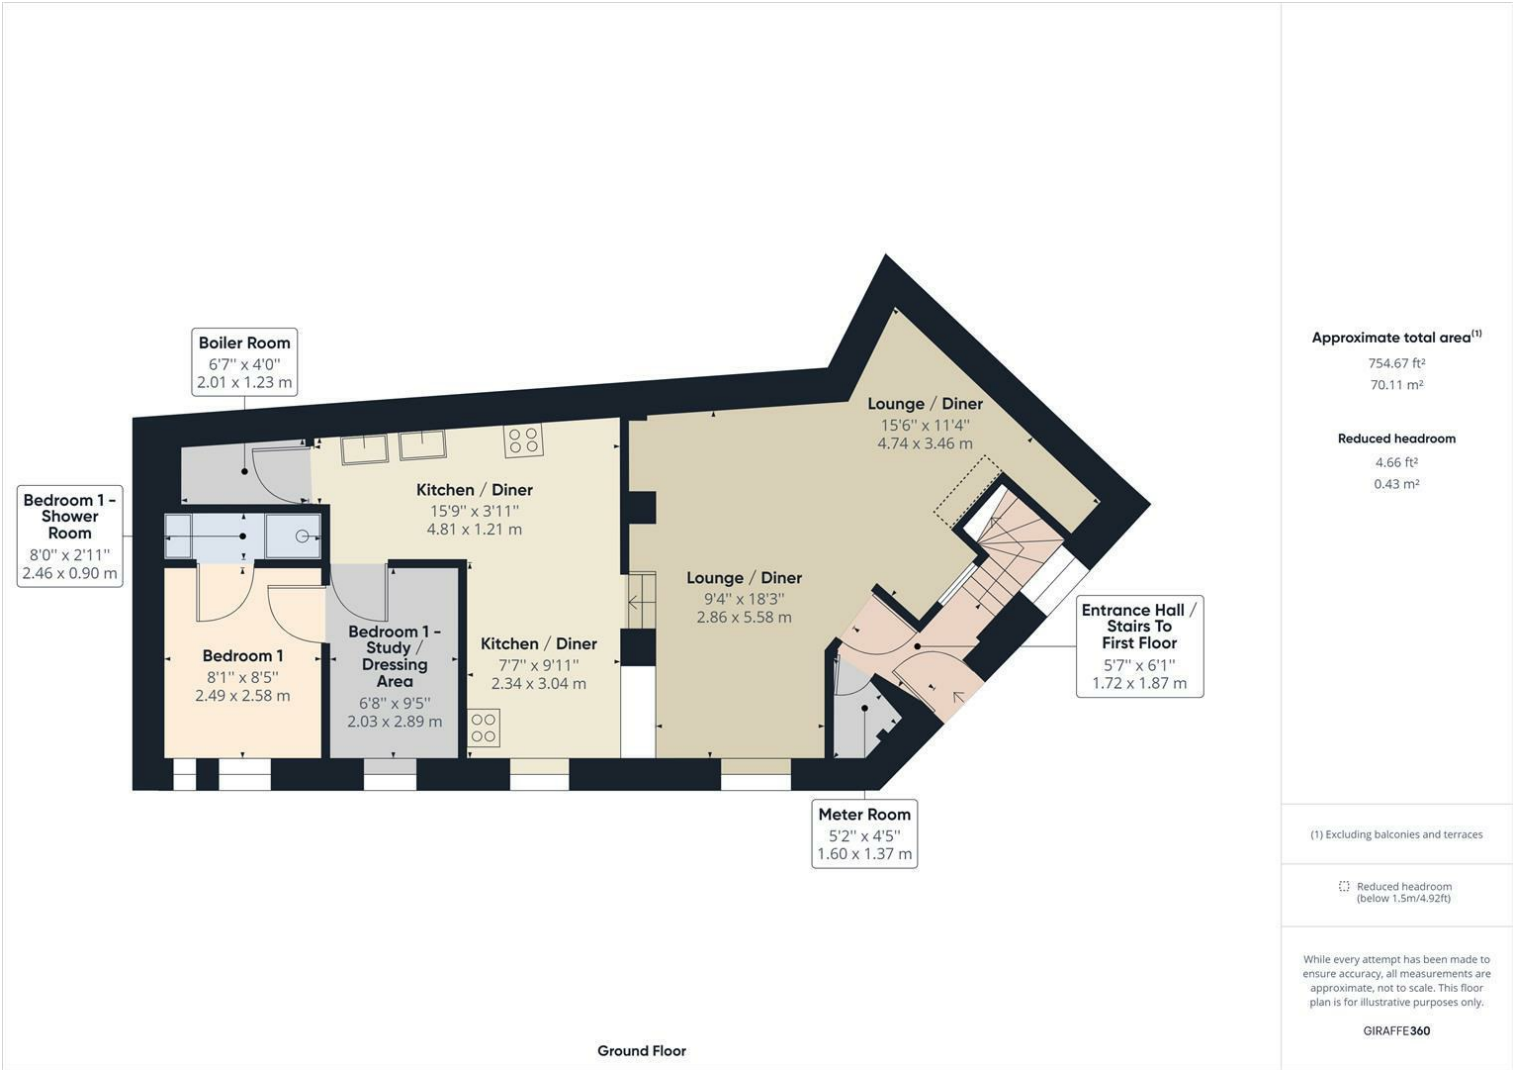 Boiler Room
6'7" x 4'0"
2.01 x 1.23 m
Bedroom 1 -
Shower
Room
8'0" x 2'11"
2.46 x 0.90 m
Kitchen / Diner
15'9" x 3'11"
4.81 x 1.21 m
Lounge / Diner
15'6" x 11'4"
4.74 x 3.46 m
Lounge / Diner
9'4" x 18'3"
2.86 x 5.58 m
Bedroom 1
8'1" x 8'5"
2.49 x 2.58 m
Bedroom 1 -
Study /
Dressing
Area
6'8" x 9'5"
2.03 x 2.89 m
Kitchen / Diner
7'7" x 9'11"
2.34 x 3.04 m
Entrance Hall /
Stairs To
First Floor
5'7" x 6'1"
1.72 x 1.87 m
Meter Room
5'2" x 4'5"
1.60 x 1.37 m
Ground Floor
Approximate total area(1)
754.67 ft²
70.11 m²
Reduced headroom
4.66 ft²
0.43 m²
(1) Excluding balconies and terraces
Reduced headroom
(below 1.5m/4.92ft)
While every attempt has been made to
ensure accuracy, all measurements are
approximate, not to scale. This floor
plan is for illustrative purposes only.
GIRAFFE360